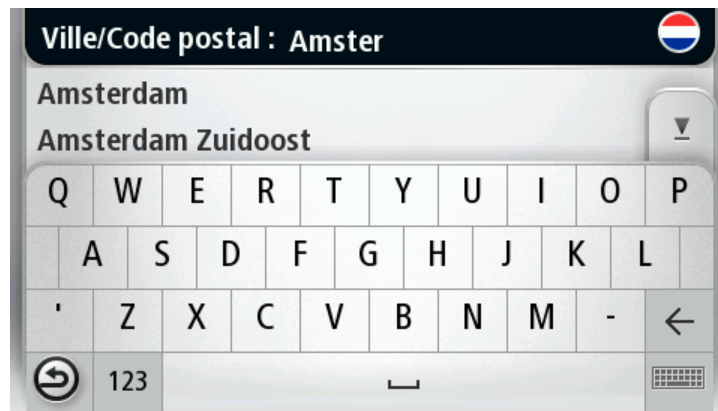 Ville/Code postal : Amster
Amsterdam
Amsterdam Zuidoost
Q W E R T Y U I O P
A S D F G H J K L
' Z X C V B N M -
123